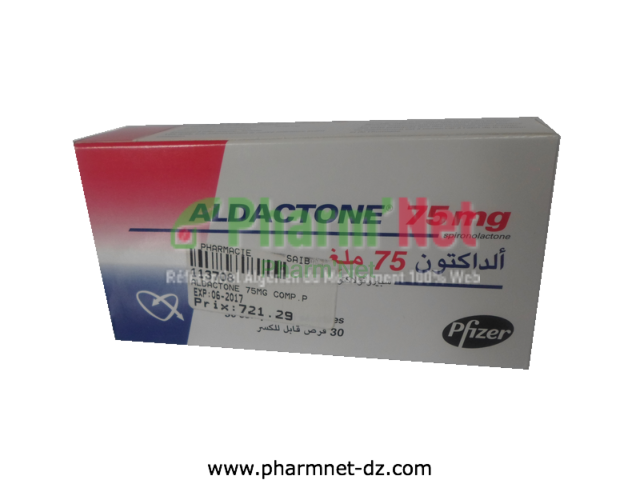 ALDACTONE 75mg
spironolactone
ألداكتون 75 ملغ
Pharm'Net
Référence de l'Algérien du Médicament 100% Web
PHARMACIE SAIB
ALDACTONE 75MG COMP.P
EXP:06-2017
Prix:721.29
30 قرص قابل للكسر
Pfizer
www.pharmnet-dz.com